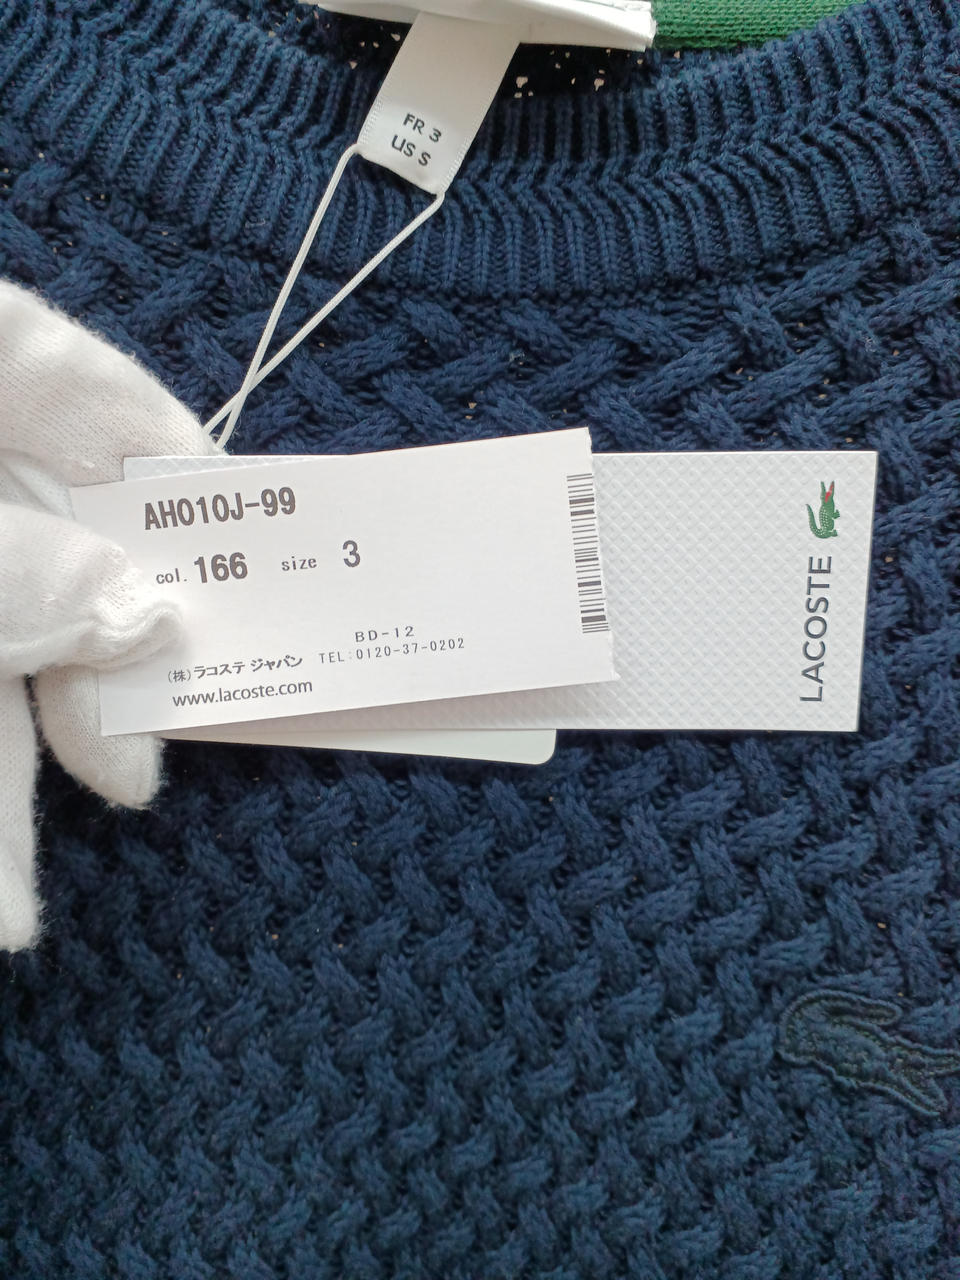 FR 3
US S
AH010J-99
col. 166 size 3
BD-12
(株)ラコステ ジャパン TEL:0120-37-0202
www.lacoste.com
LACOSTE